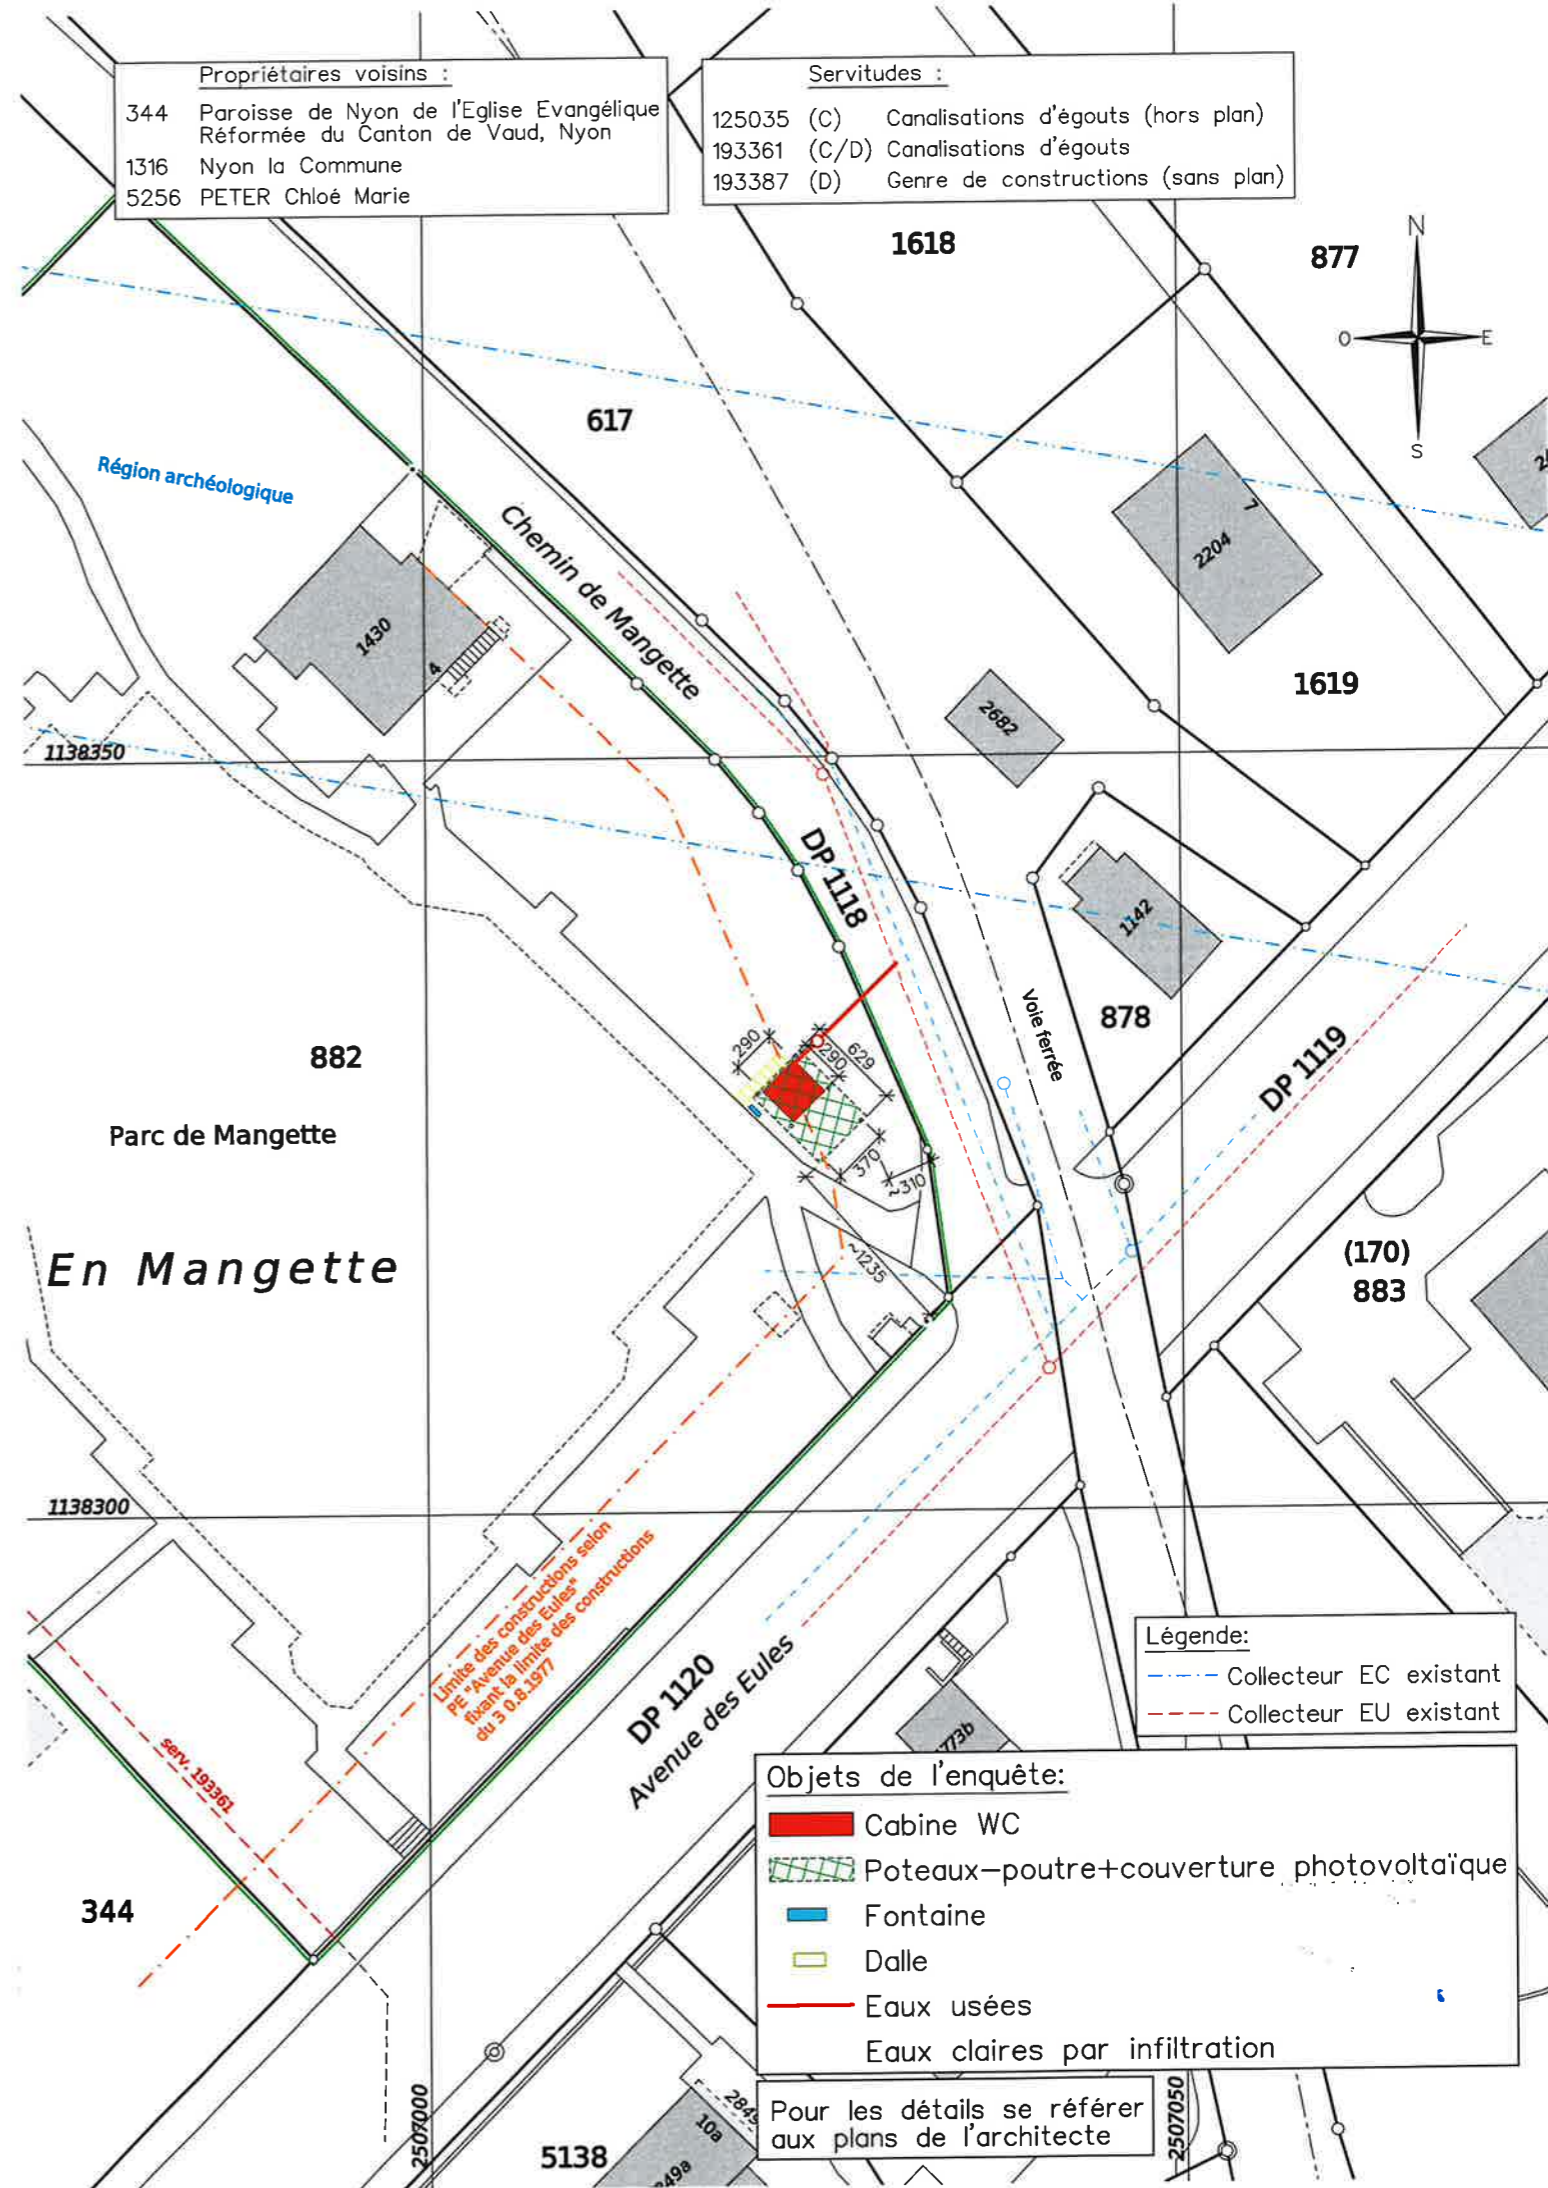 Propriétaires voisins :
344 Paroisse de Nyon de l'Eglise Evangélique
Réformée du Canton de Vaud, Nyon
1316 Nyon la Commune
5256 PETER Chloé Marie
Servitudes :
125035 (C) Canalisations d'égouts (hors plan)
193361 (C/D) Canalisations d'égouts
193387 (D) Genre de constructions (sans plan)
1618
877
N
O
E
S
617
Région archéologique
Chemin de Mangette
7
2204
1430
4
1619
2682
1138350
DP 1118
1142
Voie ferrée
878
DP 1119
882
290
290
629
370
~310
~1235
Parc de Mangette
En Mangette
(170)
883
1138300
Limite des constructions selon
PE "Avenue des Eules"
fixant la limite des constructions
du 3 0.8.1977
serv. 193361
DP 1120
Avenue des Eules
773b
344
Légende:
Collecteur EC existant
Collecteur EU existant
Objets de l'enquête:
Cabine WC
Poteaux-poutre+couverture photovoltaïque
Fontaine
Dalle
Eaux usées
Eaux claires par infiltration
Pour les détails se référer
aux plans de l'architecte
2507000
2507050
5138
10a
2849
849a